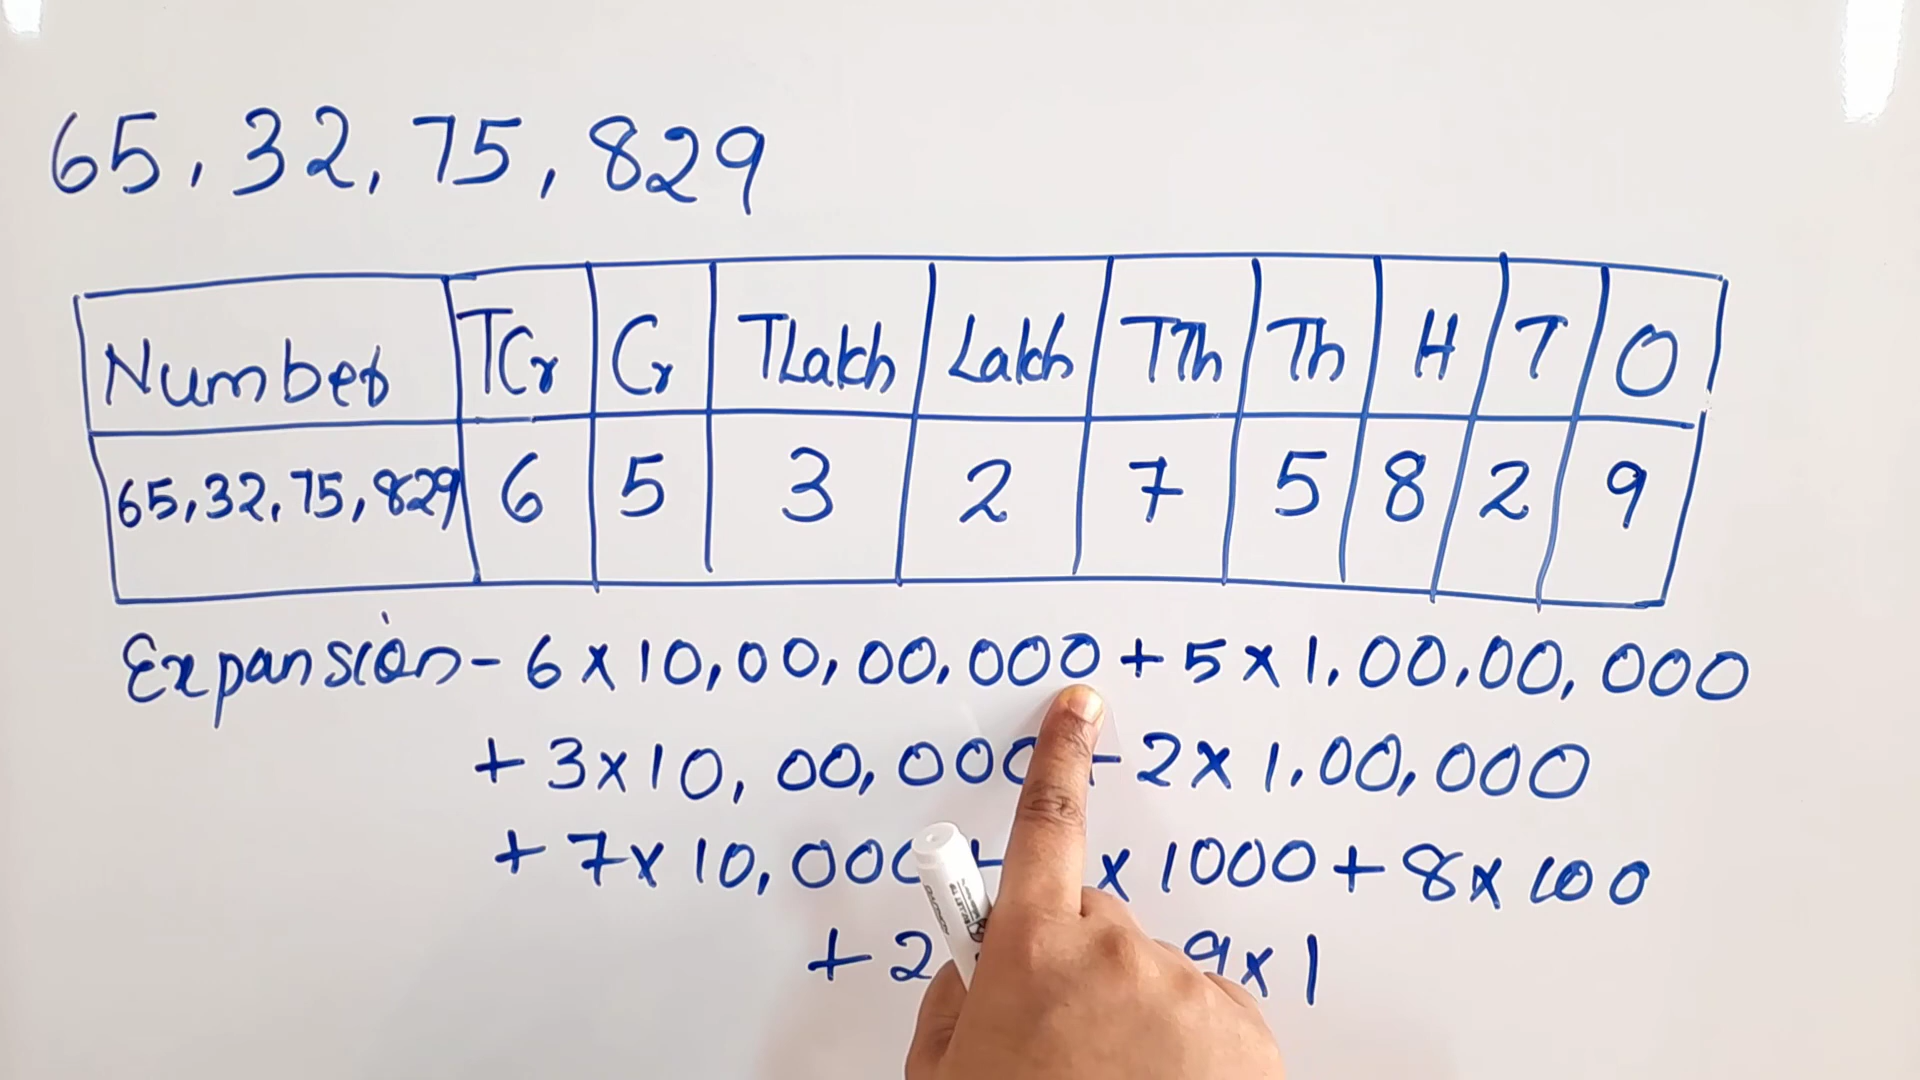 65, 32, 75, 829
Number TCr Cr TLakh Lakh TTh Th H T O
65,32,75,829 6 5 3 2 7 5 8 2 9
Expansion - 6 x 10,00,00,000 + 5 x 1,00,00,000
+ 3 x 10,00,000 + 2 x 1,00,000
+ 7 x 10,000 + x 1000 + 8 x 100
+ 2 9 x 1